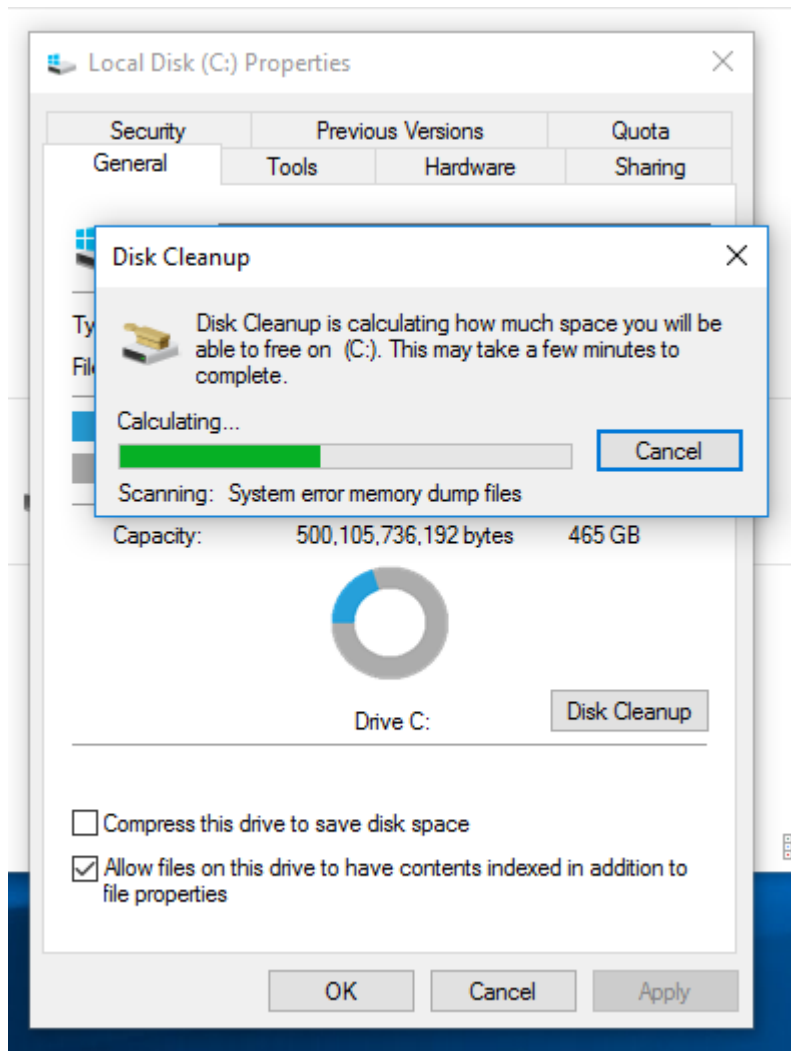 Local Disk (C:) Properties
Security Previous Versions Quota
General Tools Hardware Sharing
Disk Cleanup
Disk Cleanup is calculating how much space you will be
able to free on (C:). This may take a few minutes to
complete.
Calculating...
Cancel
Scanning: System error memory dump files
Capacity: 500,105,736,192 bytes 465 GB
Drive C:
Disk Cleanup
Compress this drive to save disk space
Allow files on this drive to have contents indexed in addition to
file properties
OK Cancel Apply